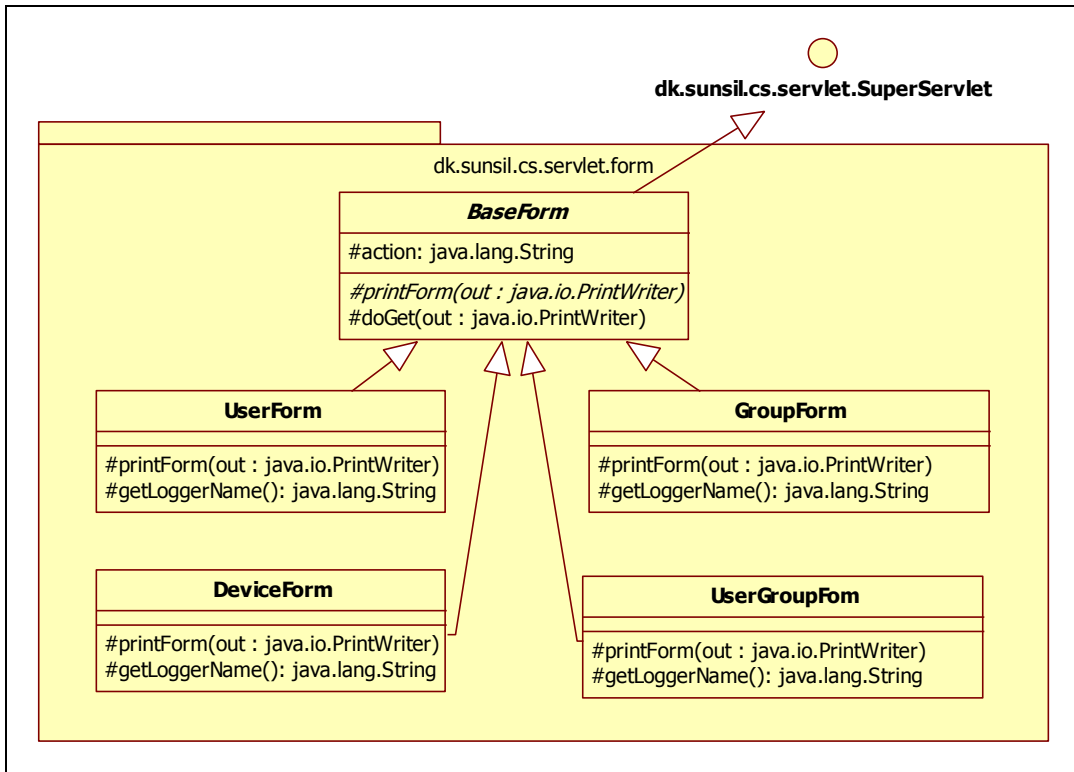 dk.sunsil.cs.servlet.SuperServlet
dk.sunsil.cs.servlet.form
BaseForm
#action: java.lang.String
#printForm(out : java.io.PrintWriter)
#doGet(out : java.io.PrintWriter)
UserForm
#printForm(out : java.io.PrintWriter)
#getLoggerName(): java.lang.String
GroupForm
#printForm(out : java.io.PrintWriter)
#getLoggerName(): java.lang.String
DeviceForm
#printForm(out : java.io.PrintWriter)
#getLoggerName(): java.lang.String
UserGroupFom
#printForm(out : java.io.PrintWriter)
#getLoggerName(): java.lang.String